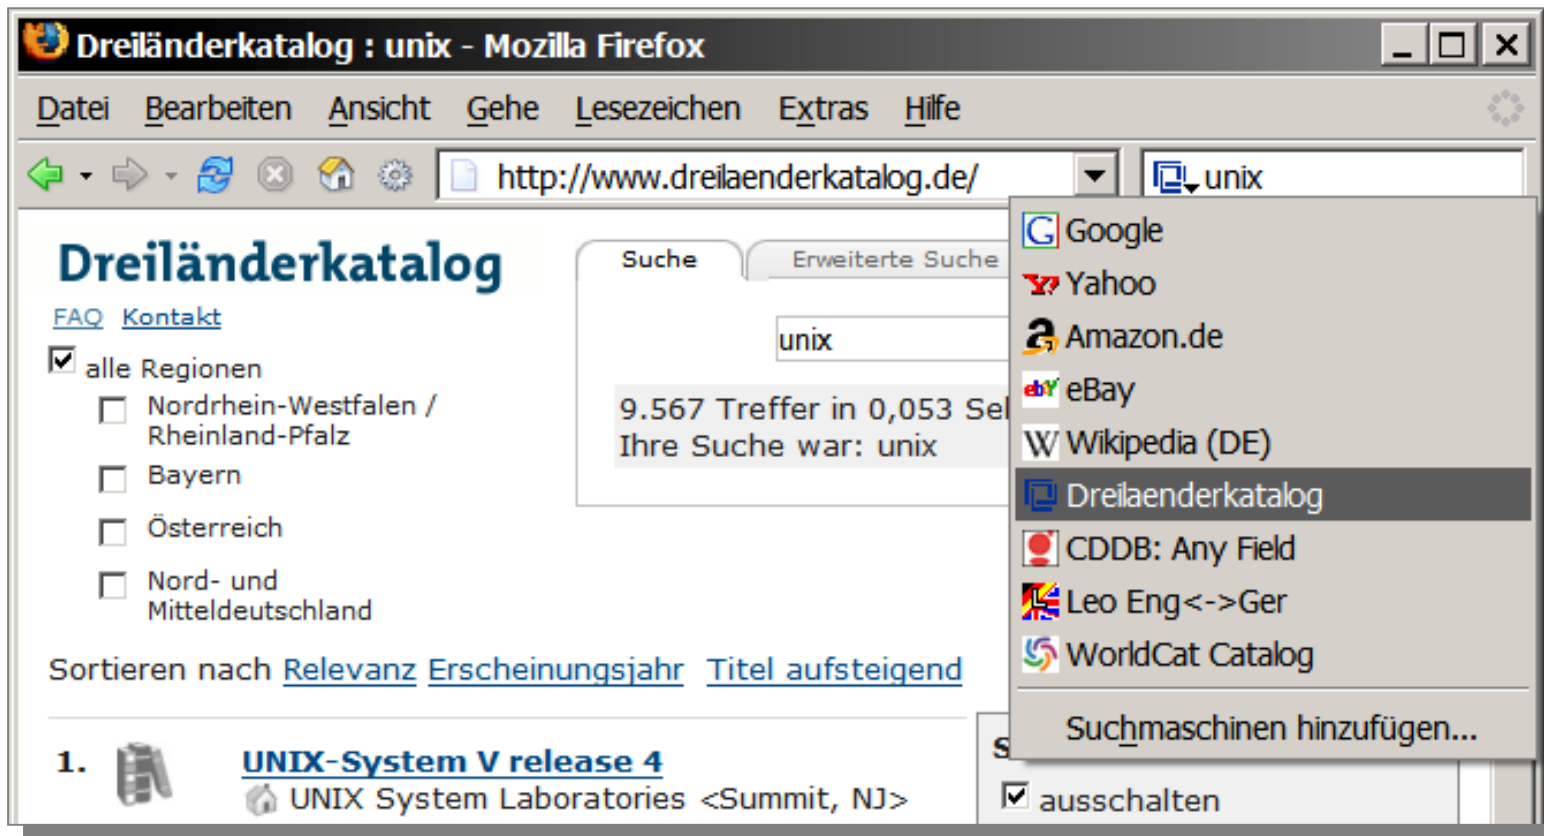 Dreiländerkatalog : unix - Mozilla Firefox
Datei Bearbeiten Ansicht Gehe Lesezeichen Extras Hilfe
http://www.dreilaenderkatalog.de/
unix
Dreiländerkatalog
FAQ Kontakt
alle Regionen
Nordrhein-Westfalen /
Rheinland-Pfalz
Bayern
Österreich
Nord- und
Mitteldeutschland
Suche Erweiterte Suche
unix
9.567 Treffer in 0,053
Ihre Suche war: unix
Google
Yahoo
Amazon.de
eBay
Wikipedia (DE)
Dreilaenderkatalog
CDDB: Any Field
Leo Eng<->Ger
WorldCat Catalog
Suchmaschinen hinzufügen...
Sortieren nach Relevanz Erscheinungsjahr Titel aufsteigend
1. UNIX-System V release 4
UNIX System Laboratories <Summit, NJ>
ausschalten